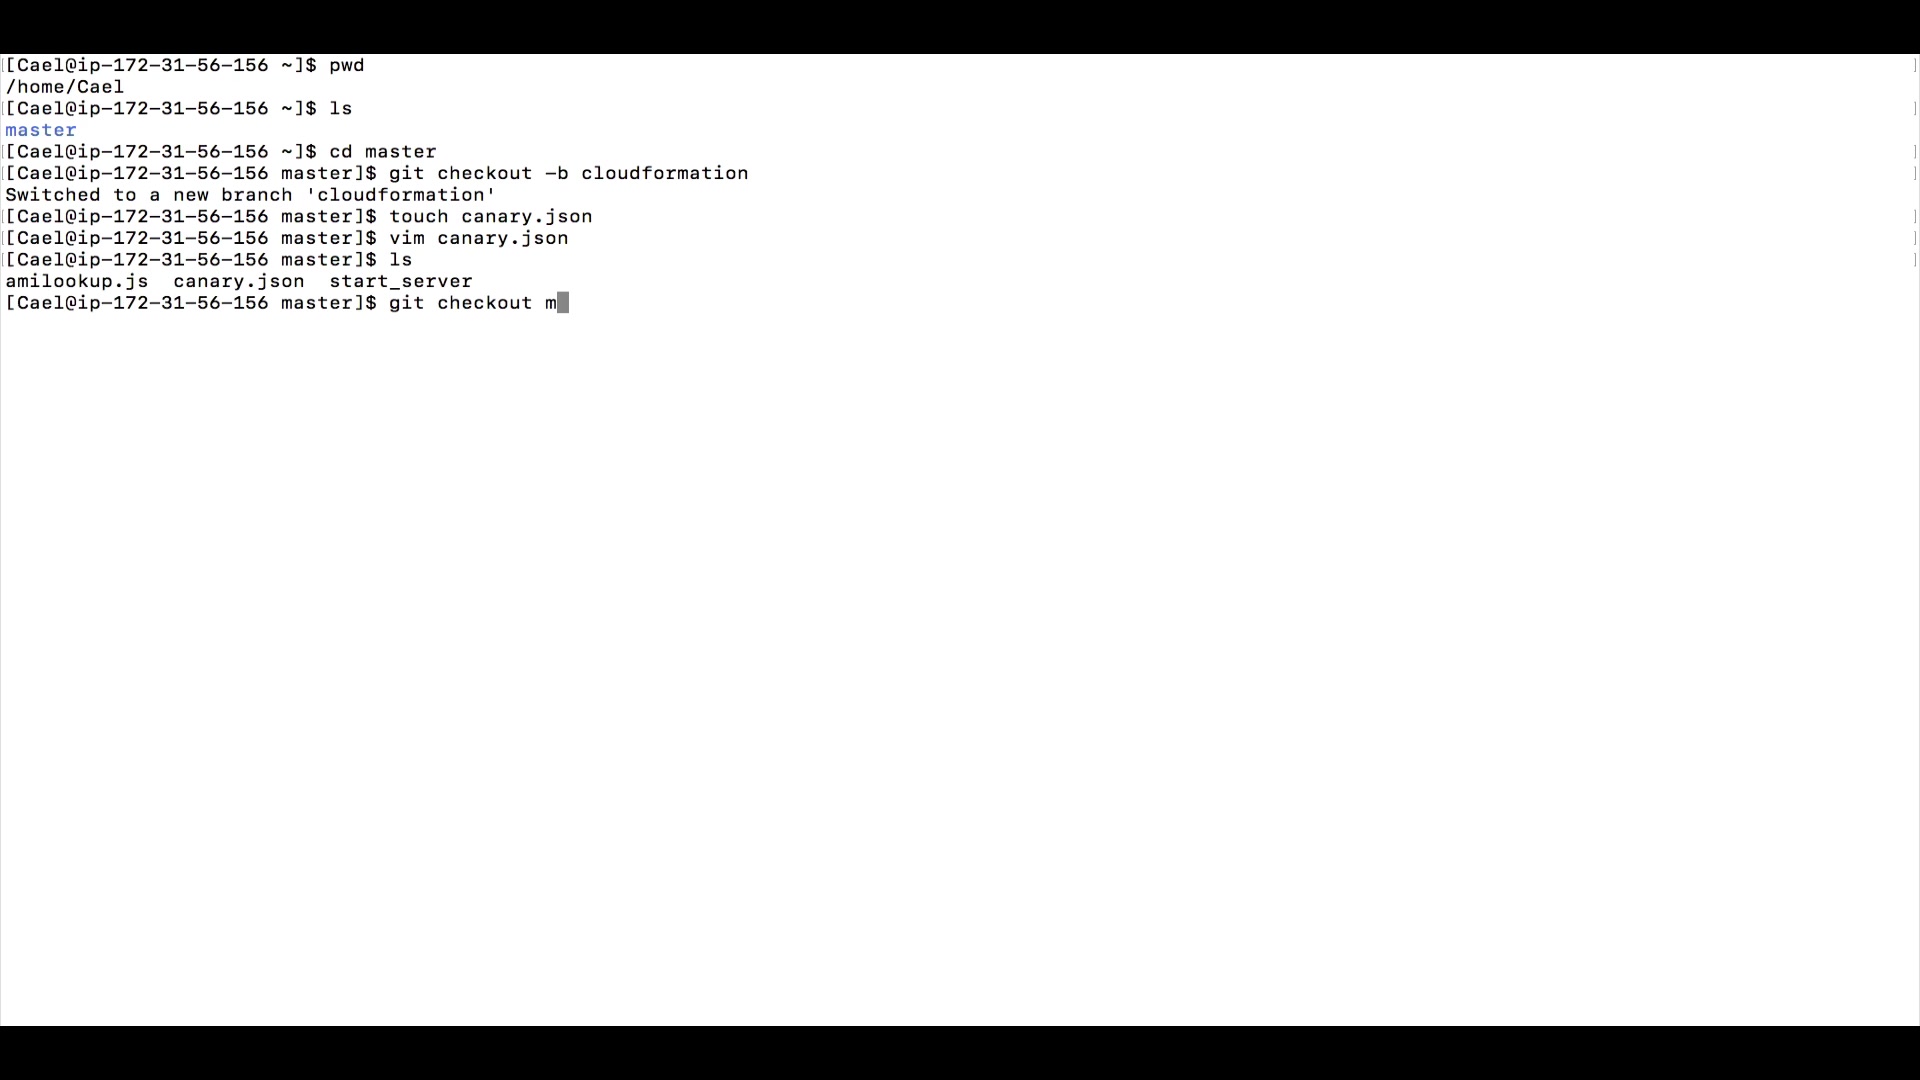 [[Cael@ip-172-31-56-156 ~]$ pwd ]
/home/Cael
[[Cael@ip-172-31-56-156 ~]$ ls ]
master
[[Cael@ip-172-31-56-156 ~]$ cd master ]
[[Cael@ip-172-31-56-156 master]$ git checkout -b cloudformation ]
Switched to a new branch 'cloudformation'
[[Cael@ip-172-31-56-156 master]$ touch canary.json ]
[[Cael@ip-172-31-56-156 master]$ vim canary.json ]
[[Cael@ip-172-31-56-156 master]$ ls ]
amilookup.js  canary.json  start_server
[Cael@ip-172-31-56-156 master]$ git checkout m